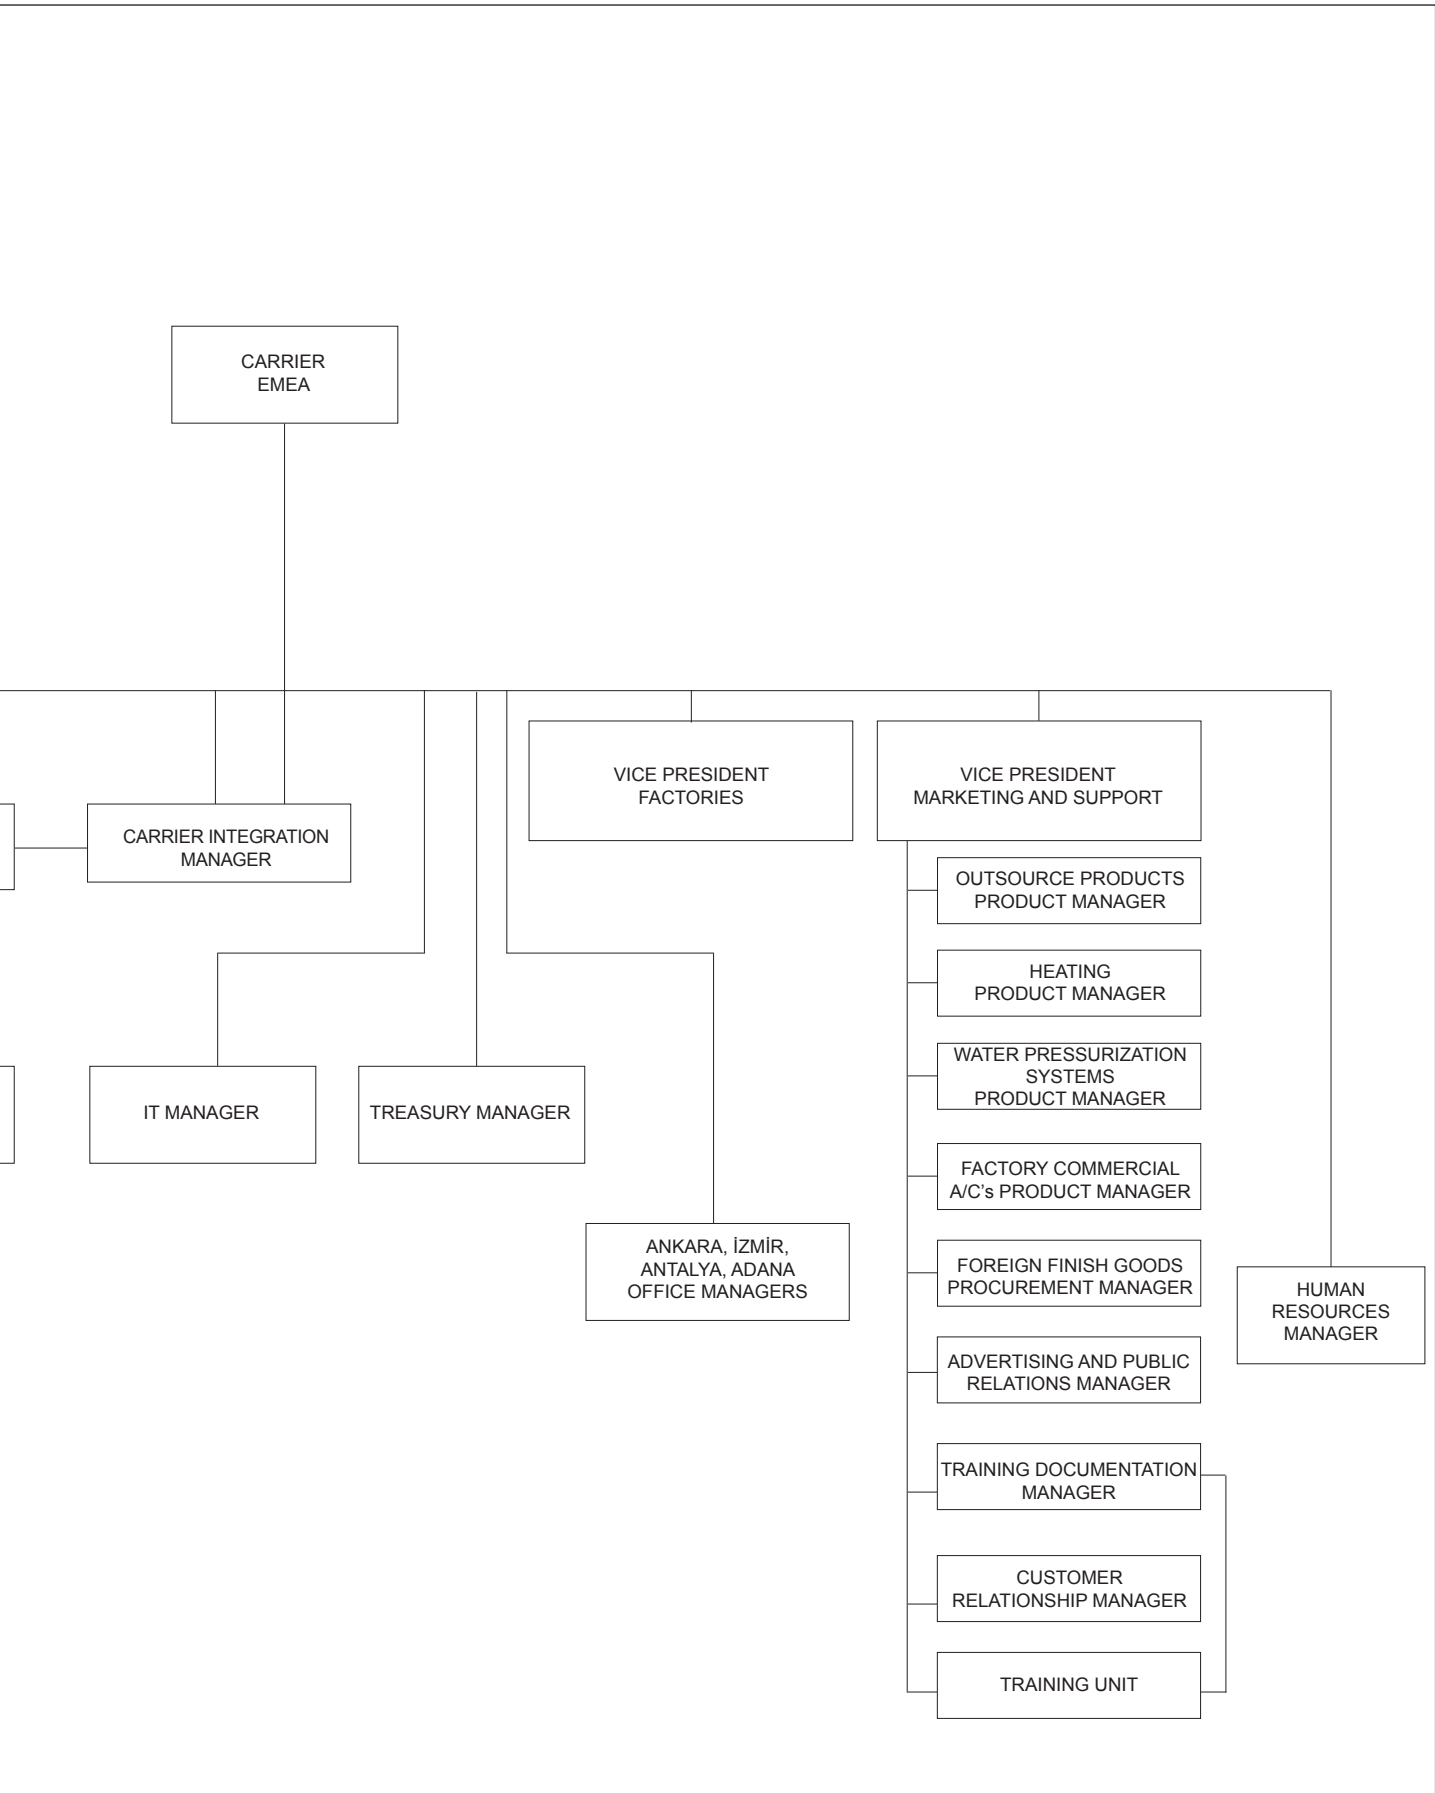 CARRIER
EMEA
VICE PRESIDENT
FACTORIES
VICE PRESIDENT
MARKETING AND SUPPORT
CARRIER INTEGRATION
MANAGER
OUTSOURCE PRODUCTS
PRODUCT MANAGER
HEATING
PRODUCT MANAGER
WATER PRESSURIZATION
SYSTEMS
PRODUCT MANAGER
IT MANAGER
TREASURY MANAGER
FACTORY COMMERCIAL
A/C's PRODUCT MANAGER
ANKARA, İZMİR,
ANTALYA, ADANA
OFFICE MANAGERS
FOREIGN FINISH GOODS
PROCUREMENT MANAGER
HUMAN
RESOURCES
MANAGER
ADVERTISING AND PUBLIC
RELATIONS MANAGER
TRAINING DOCUMENTATION
MANAGER
CUSTOMER
RELATIONSHIP MANAGER
TRAINING UNIT